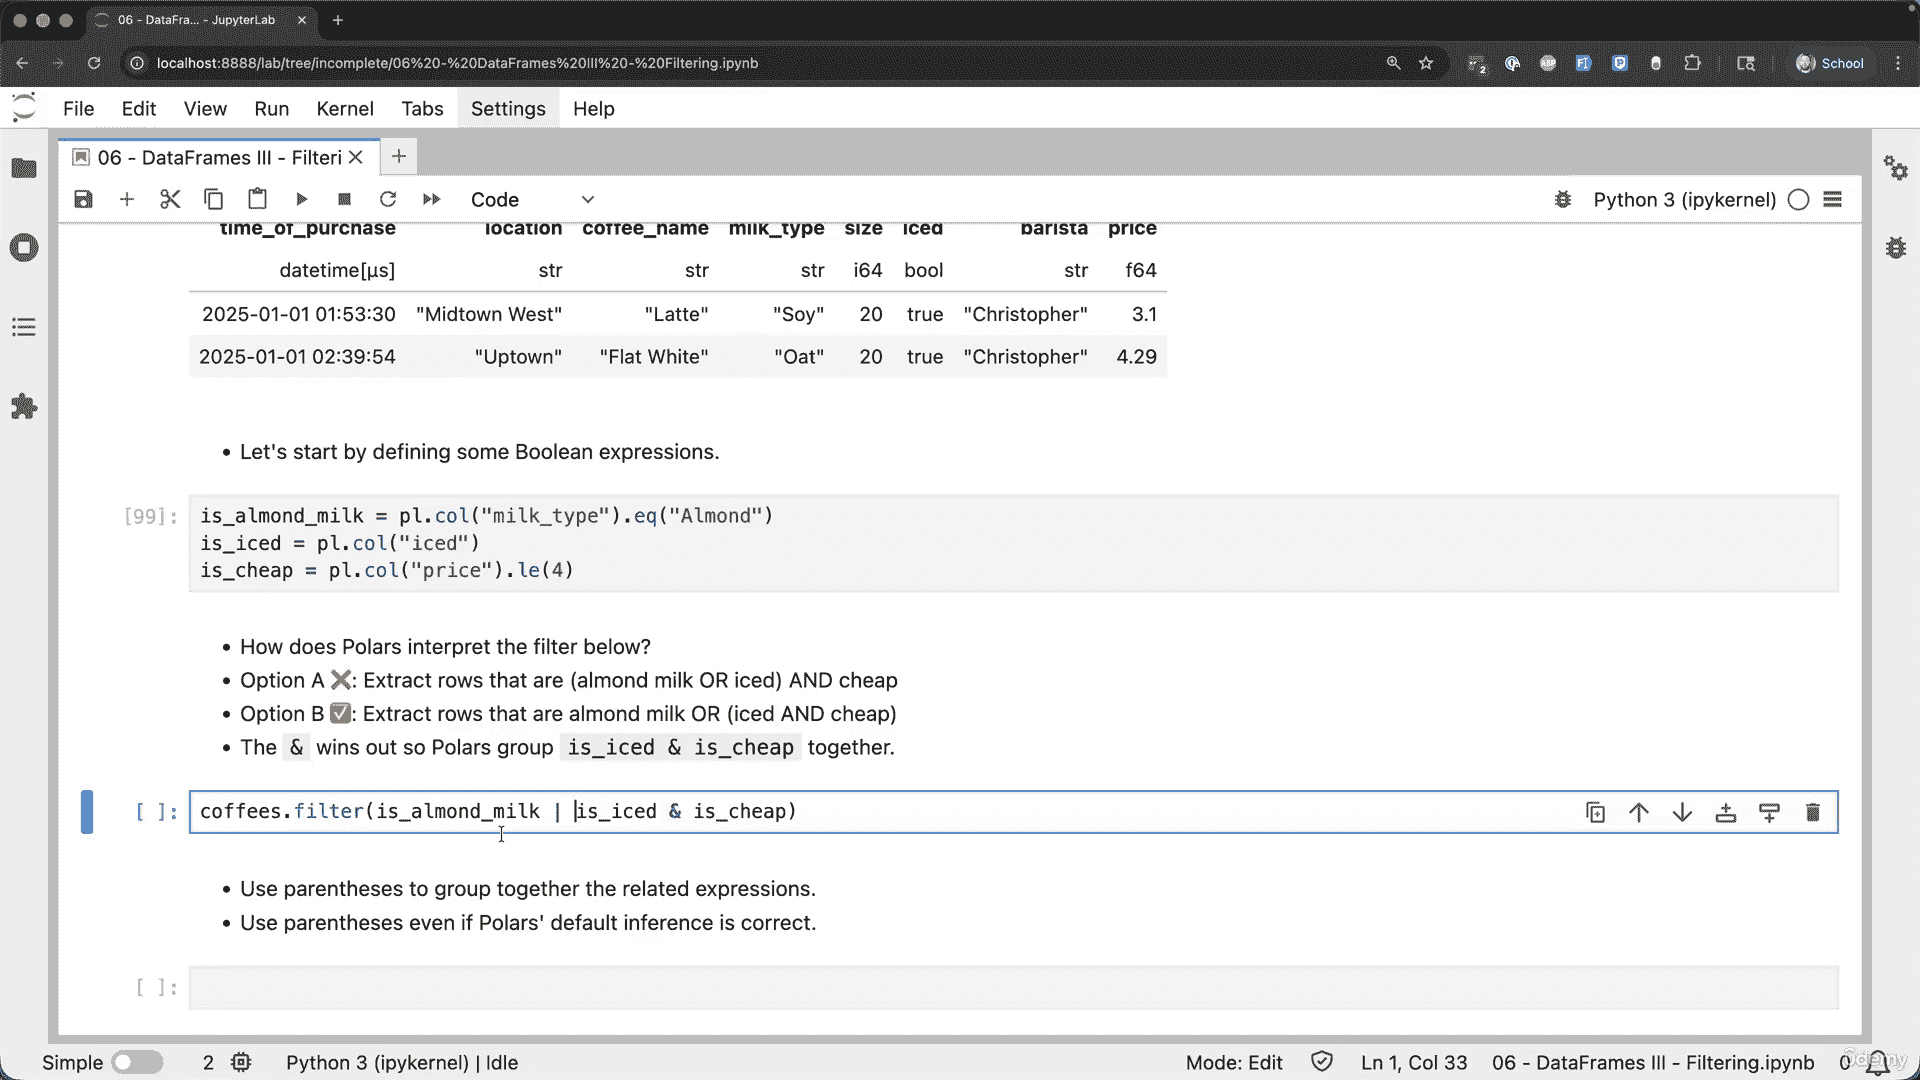 06 - DataFra... - JupyterLab
localhost:8888/lab/tree/incomplete/06%20-%20DataFrames%20III%20-%20Filtering.ipynb
2
School
File Edit View Run Kernel Tabs Settings Help
06 - DataFrames III - Filteri
Code
Python 3 (ipykernel)
time_of_purchase location coffee_name milk_type size iced barista price
datetime[μs] str str str i64 bool str f64
2025-01-01 01:53:30 "Midtown West" "Latte" "Soy" 20 true "Christopher" 3.1
2025-01-01 02:39:54 "Uptown" "Flat White" "Oat" 20 true "Christopher" 4.29
• Let's start by defining some Boolean expressions.
[99]: is_almond_milk = pl.col("milk_type").eq("Almond")
is_iced = pl.col("iced")
is_cheap = pl.col("price").le(4)
• How does Polars interpret the filter below?
• Option A ❌: Extract rows that are (almond milk OR iced) AND cheap
• Option B ☑: Extract rows that are almond milk OR (iced AND cheap)
• The & wins out so Polars group is_iced & is_cheap together.
[ ]: coffees.filter(is_almond_milk | is_iced & is_cheap)
• Use parentheses to group together the related expressions.
• Use parentheses even if Polars' default inference is correct.
[ ]:
Simple 2 Python 3 (ipykernel) | Idle Mode: Edit Ln 1, Col 33 06 - DataFrames III - Filtering.ipynb 0
udemy